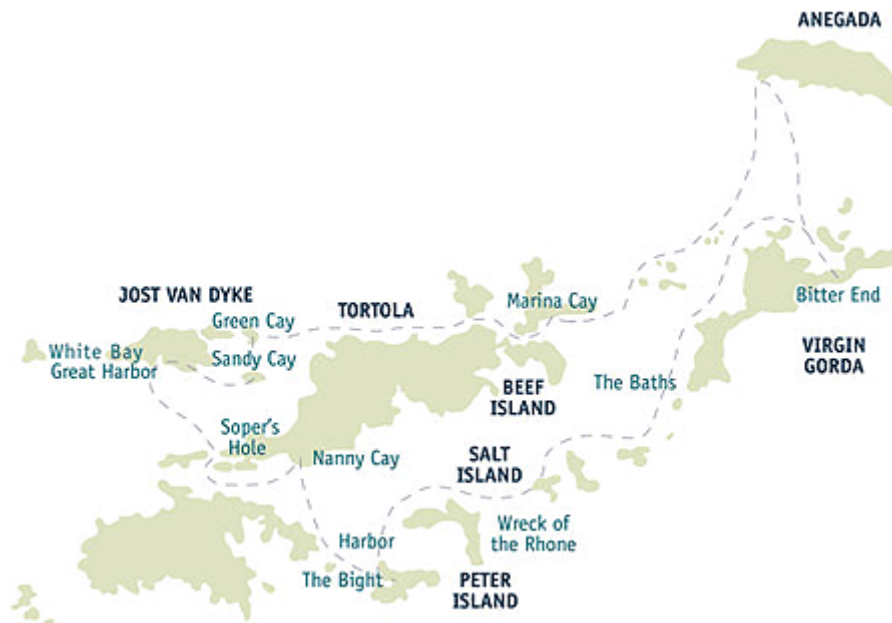 ANEGADA
JOST VAN DYKE
Green Cay
TORTOLA
Marina Cay
Bitter End
White Bay
Great Harbor
Sandy Cay
VIRGIN
GORDA
The Baths
BEEF
ISLAND
Soper's
Hole
Nanny Cay
SALT
ISLAND
Wreck of
the Rhone
Harbor
The Bight
PETER
ISLAND